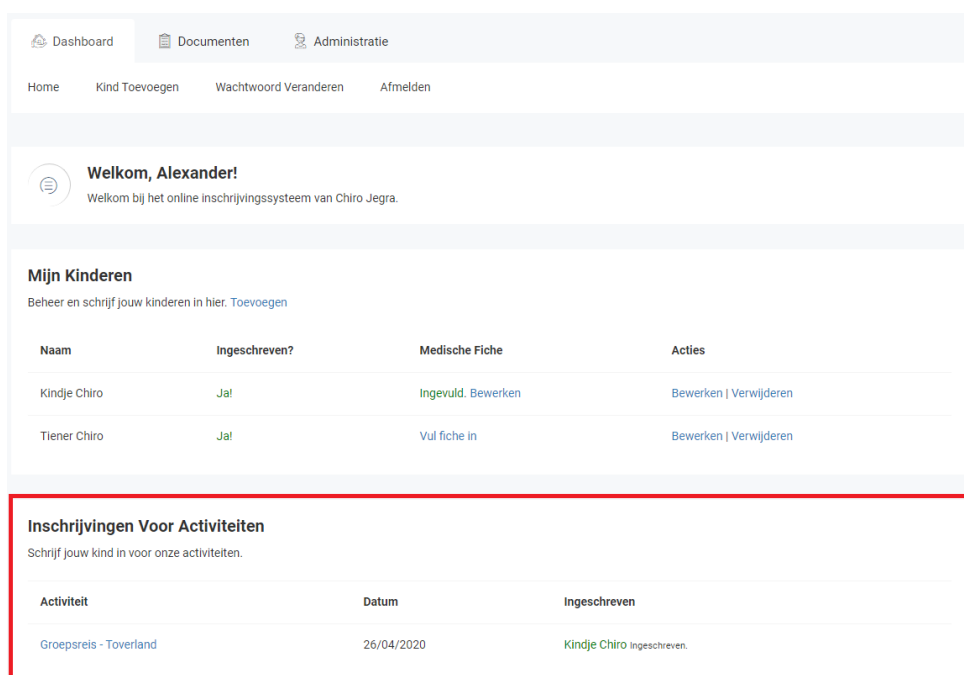 Dashboard Documenten Administratie
Home Kind Toevoegen Wachtwoord Veranderen Afmelden
Welkom, Alexander!
Welkom bij het online inschrijvingssysteem van Chiro Jegra.
Mijn Kinderen
Beheer en schrijf jouw kinderen in hier. Toevoegen
Naam Ingeschreven? Medische Fiche Acties
Kindje Chiro Ja! Ingevuld. Bewerken Bewerken | Verwijderen
Tiener Chiro Ja! Vul fiche in Bewerken | Verwijderen
Inschrijvingen Voor Activiteiten
Schrijf jouw kind in voor onze activiteiten.
Activiteit Datum Ingeschreven
Groepsreis - Toverland 26/04/2020 Kindje Chiro Ingeschreven.